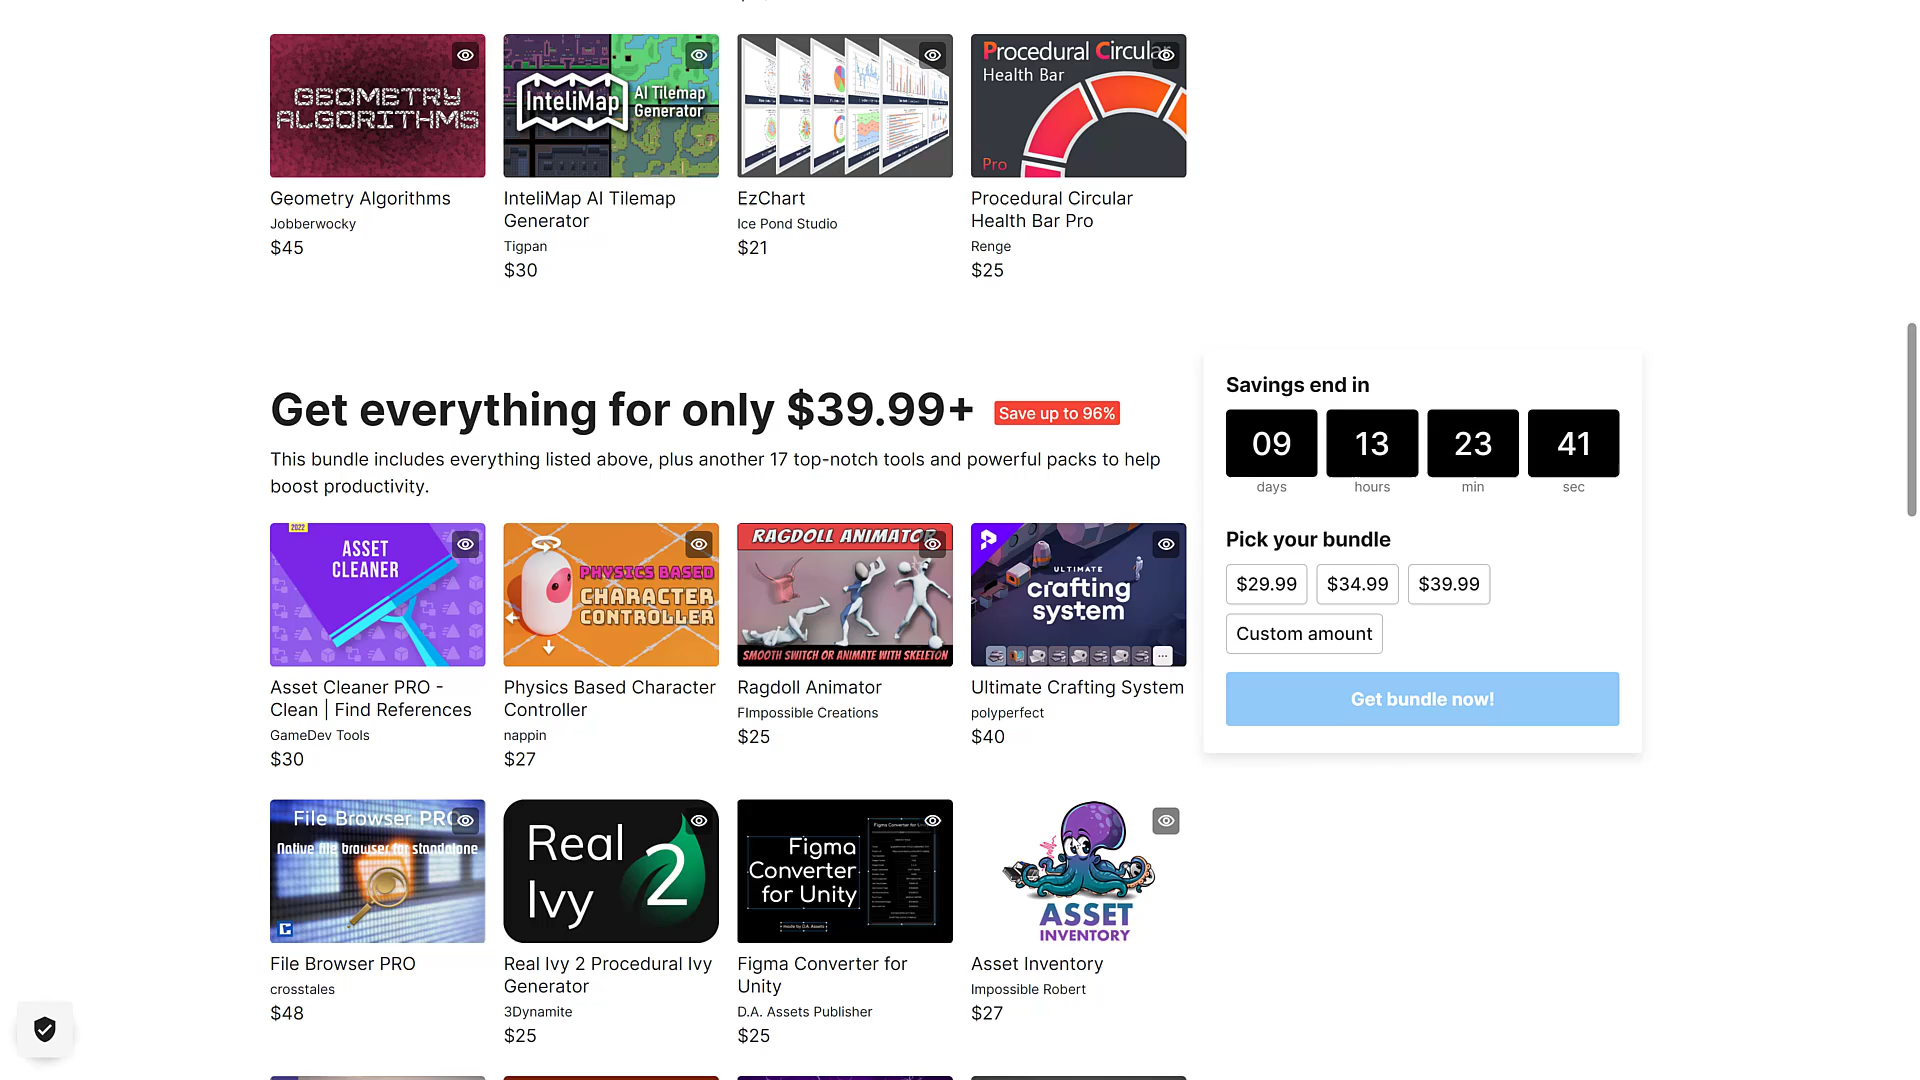 GEOMETRY
ALGORITHMS
InteliMap
AI Tilemap
Generator
Procedural Circular
Health Bar
Pro
Geometry Algorithms
Jobberwocky
$45
InteliMap AI Tilemap
Generator
Tigpan
$30
EzChart
Ice Pond Studio
$21
Procedural Circular
Health Bar Pro
Renge
$25
Get everything for only $39.99+
Save up to 96%
This bundle includes everything listed above, plus another 17 top-notch tools and powerful packs to help
boost productivity.
Savings end in
09 13 23 41
days hours min sec
Pick your bundle
$29.99 $34.99 $39.99
Custom amount
Get bundle now!
2022
ASSET
CLEANER
PHYSICS BASED
CHARACTER
CONTROLLER
RAGDOLL ANIMATOR
SMOOTH SWITCH OR ANIMATE WITH SKELETON
ULTIMATE
crafting
system
Asset Cleaner PRO -
Clean | Find References
GameDev Tools
$30
Physics Based Character
Controller
nappin
$27
Ragdoll Animator
FImpossible Creations
$25
Ultimate Crafting System
polyperfect
$40
File Browser PRO
Native file browser for standalone
Real
Ivy 2
Figma
Converter
for Unity
made by D.A. Assets
Figma Converter for Unity
ASSET
INVENTORY
File Browser PRO
crosstales
$48
Real Ivy 2 Procedural Ivy
Generator
3Dynamite
$25
Figma Converter for
Unity
D.A. Assets Publisher
$25
Asset Inventory
Impossible Robert
$27